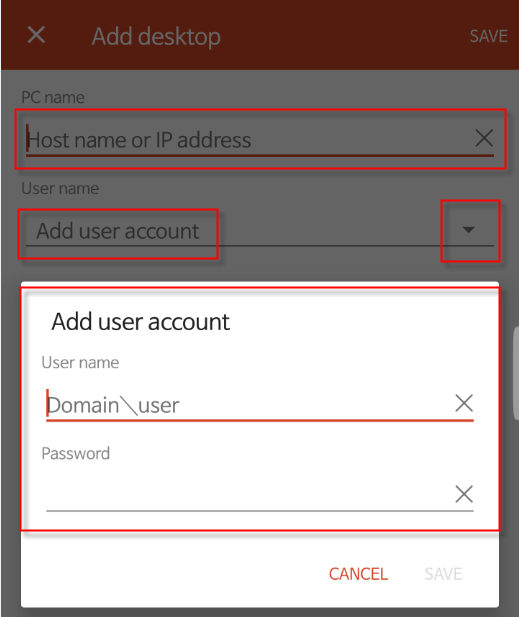 Add desktop SAVE
PC name
Host name or IP address
User name
Add user account
Add user account
User name
Domain\user
Password
CANCEL SAVE